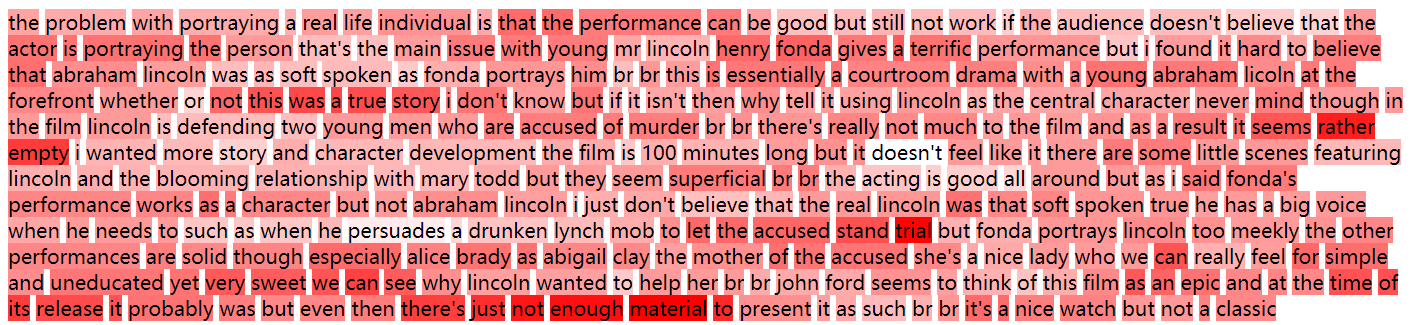 the problem with portraying a real life individual is that the performance can be good but still not work if the audience doesn't believe that the
actor is portraying the person that's the main issue with young mr lincoln henry fonda gives a terrific performance but i found it hard to believe
that abraham lincoln was as soft spoken as fonda portrays him br br this is essentially a courtroom drama with a young abraham licoln at the
forefront whether or not this was a true story i don't know but if it isn't then why tell it using lincoln as the central character never mind though in
the film lincoln is defending two young men who are accused of murder br br there's really not much to the film and as a result it seems rather
empty i wanted more story and character development the film is 100 minutes long but it doesn't feel like it there are some little scenes featuring
lincoln and the blooming relationship with mary todd but they seem superficial br br the acting is good all around but as i said fonda's
performance works as a character but not abraham lincoln i just don't believe that the real lincoln was that soft spoken true he has a big voice
when he needs to such as when he persuades a drunken lynch mob to let the accused stand trial but fonda portrays lincoln too meekly the other
performances are solid though especially alice brady as abigail clay the mother of the accused she's a nice lady who we can really feel for simple
and uneducated yet very sweet we can see why lincoln wanted to help her br br john ford seems to think of this film as an epic and at the time of
its release it probably was but even then there's just not enough material to present it as such br br it's a nice watch but not a classic